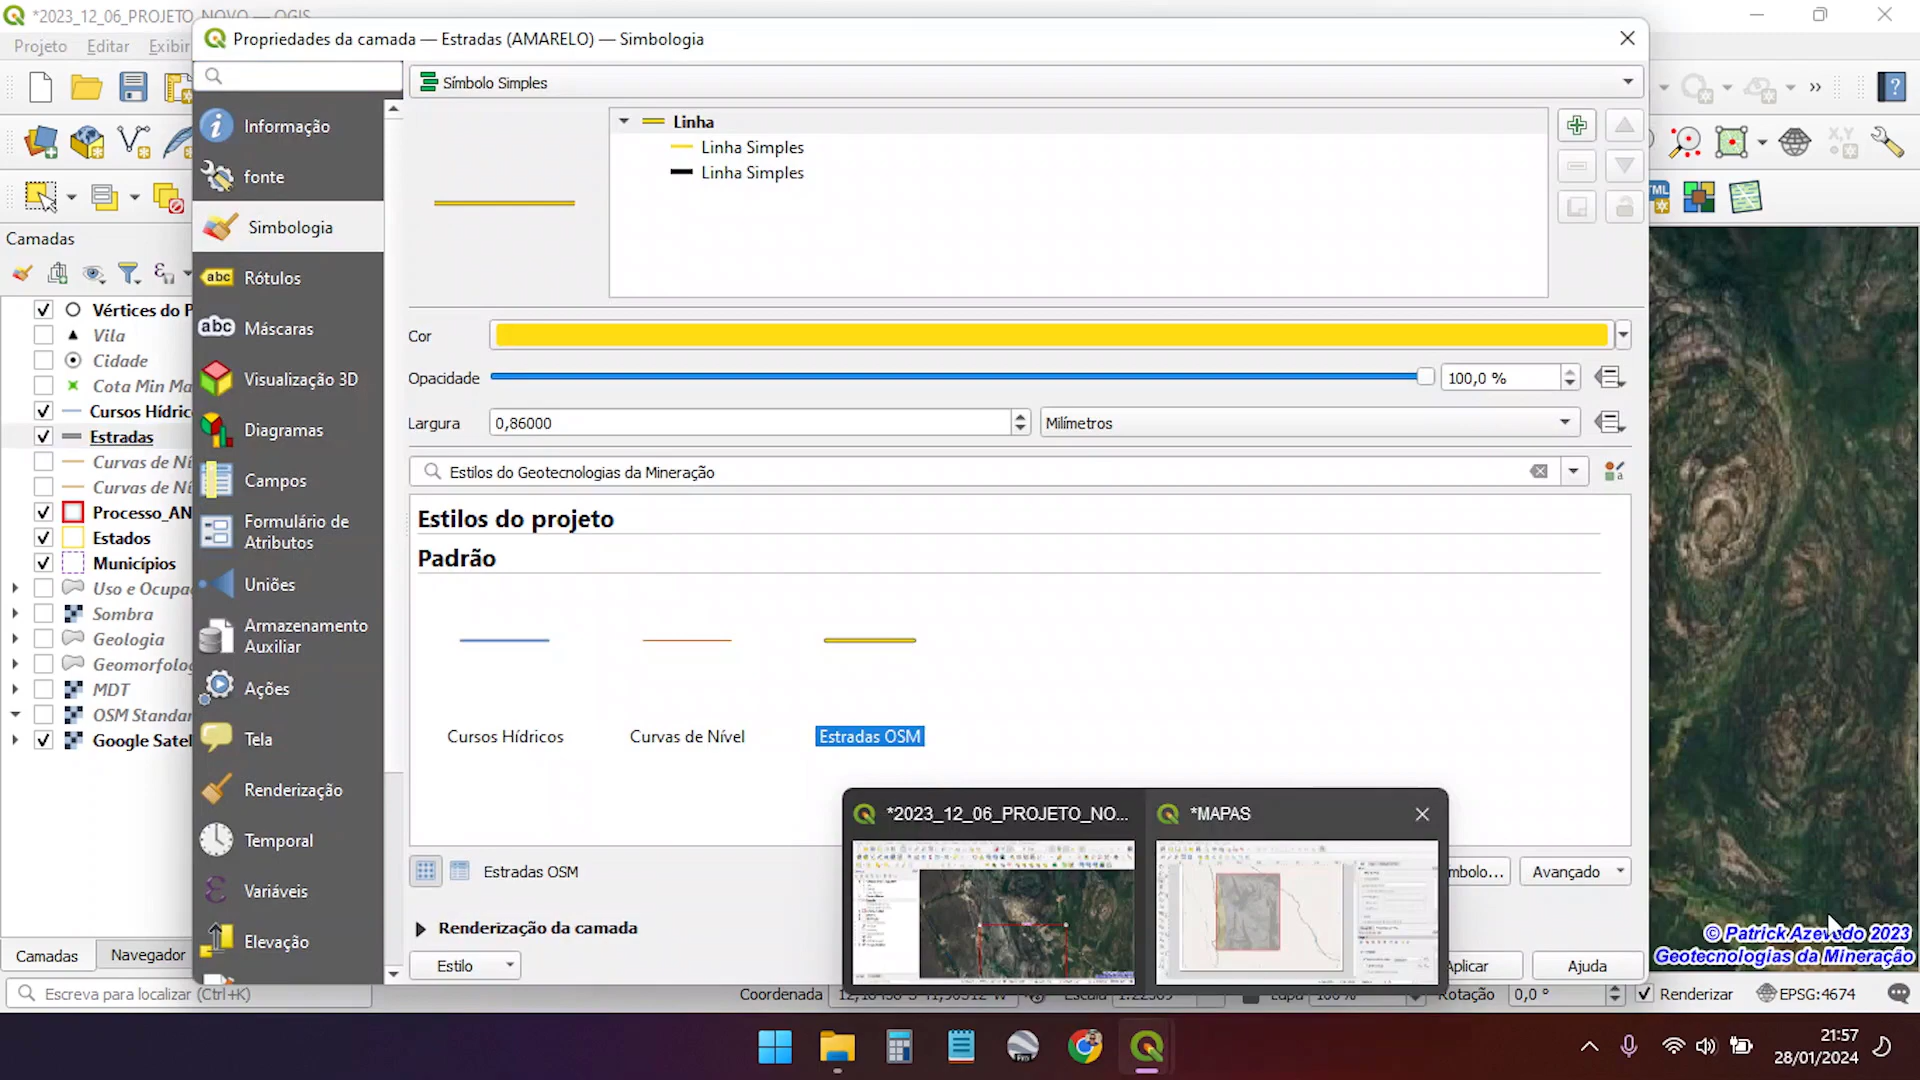 *2023_12_06_PROJETO_NOVO — QGIS
Projeto
Editar
Exibir
Propriedades da camada — Estradas (AMARELO) — Simbologia
Informação
fonte
Simbologia
Rótulos
Máscaras
Visualização 3D
Diagramas
Campos
Formulário de
Atributos
Uniões
Armazenamento
Auxiliar
Ações
Tela
Renderização
Temporal
Variáveis
Elevação
Símbolo Simples
Linha
Linha Simples
Linha Simples
Cor
Opacidade
100,0 %
Largura
0,86000
Milímetros
Estilos do Geotecnologias da Mineração
Estilos do projeto
Padrão
Cursos Hídricos
Curvas de Nível
Estradas OSM
Estradas OSM
mbolo...
Avançado
Renderização da camada
Estilo
Aplicar
Ajuda
*2023_12_06_PROJETO_NO...
*MAPAS
Camadas
Vértices do P
Vila
Cidade
Cota Min Ma
Cursos Hídric
Estradas
Curvas de Ní
Curvas de Ní
Processo_AN
Estados
Municípios
Uso e Ocupa
Sombra
Geologia
Geomorfolog
MDT
OSM Standar
Google Satel
Camadas
Navegador
Escreva para localizar (Ctrl+K)
Coordenada
100%
Rotação
0,0 °
Renderizar
EPSG:4674
© Patrick Azevedo 2023
Geotecnologias da Mineração
21:57
28/01/2024